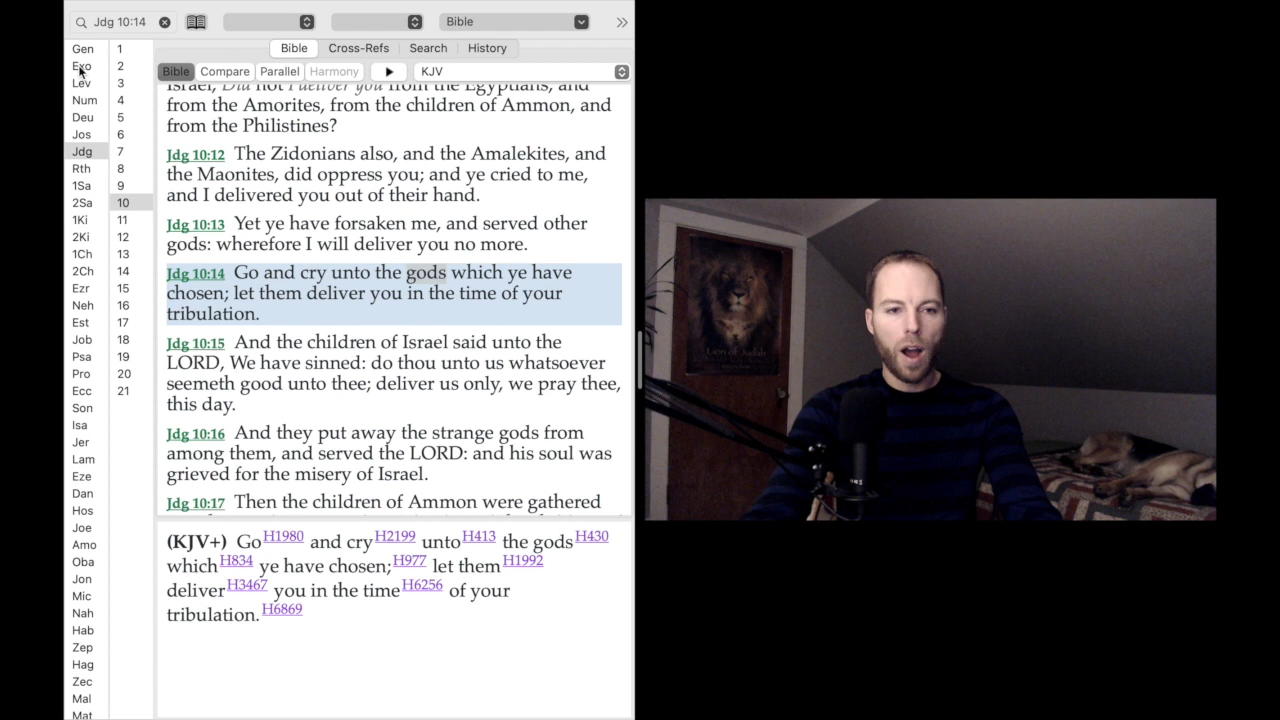 Jdg 10:14
Bible
Bible Cross-Refs Search History
Bible Compare Parallel Harmony KJV
Gen
Exo
Lev
Num
Deu
Jos
Jdg
Rth
1Sa
2Sa
1Ki
2Ki
1Ch
2Ch
Ezr
Neh
Est
Job
Psa
Pro
Ecc
Son
Isa
Jer
Lam
Eze
Dan
Hos
Joe
Amo
Oba
Jon
Mic
Nah
Hab
Zep
Hag
Zec
Mal
Mat
1
2
3
4
5
6
7
8
9
10
11
12
13
14
15
16
17
18
19
20
21
Israel, Did not I deliver you from the Egyptians, and
from the Amorites, from the children of Ammon, and
from the Philistines?
Jdg 10:12 The Zidonians also, and the Amalekites, and
the Maonites, did oppress you; and ye cried to me,
and I delivered you out of their hand.
Jdg 10:13 Yet ye have forsaken me, and served other
gods: wherefore I will deliver you no more.
Jdg 10:14 Go and cry unto the gods which ye have
chosen; let them deliver you in the time of your
tribulation.
Jdg 10:15 And the children of Israel said unto the
LORD, We have sinned: do thou unto us whatsoever
seemeth good unto thee; deliver us only, we pray thee,
this day.
Jdg 10:16 And they put away the strange gods from
among them, and served the LORD: and his soul was
grieved for the misery of Israel.
Jdg 10:17 Then the children of Ammon were gathered
(KJV+) Go H1980 and cry H2199 unto H413 the gods H430
which H834 ye have chosen; H977 let them H1992
deliver H3467 you in the time H6256 of your
tribulation. H6869
Lion of Judah